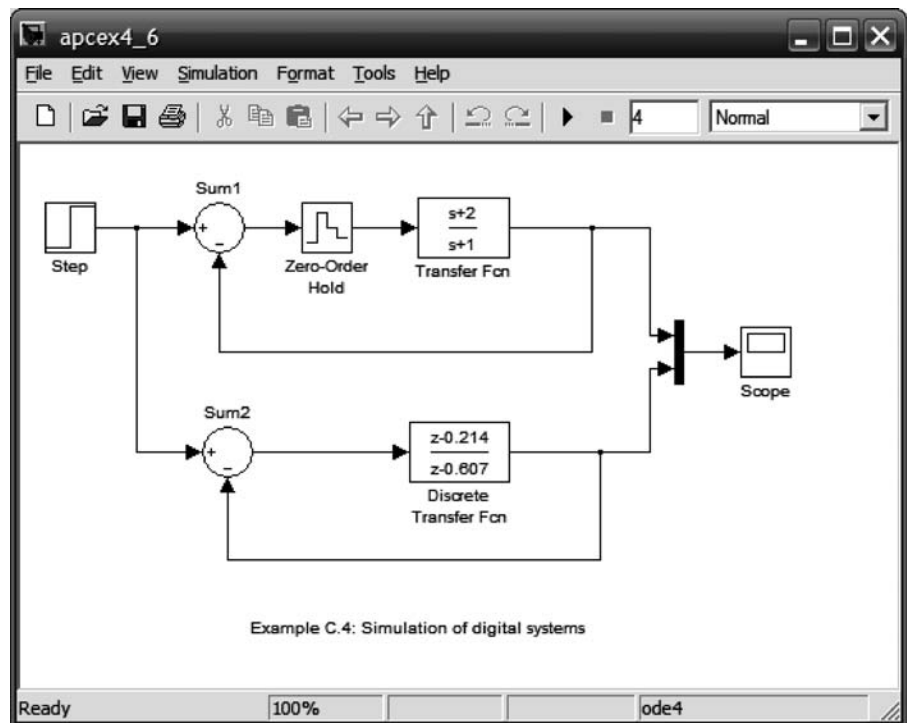 apcex4_6
File Edit View Simulation Format Tools Help
4 Normal
Sum1
+
−
Step
Zero-Order
Hold
s+2
s+1
Transfer Fcn
Scope
Sum2
+
−
z-0.214
z-0.607
Discrete
Transfer Fcn
Example C.4: Simulation of digital systems
Ready 100% ode4